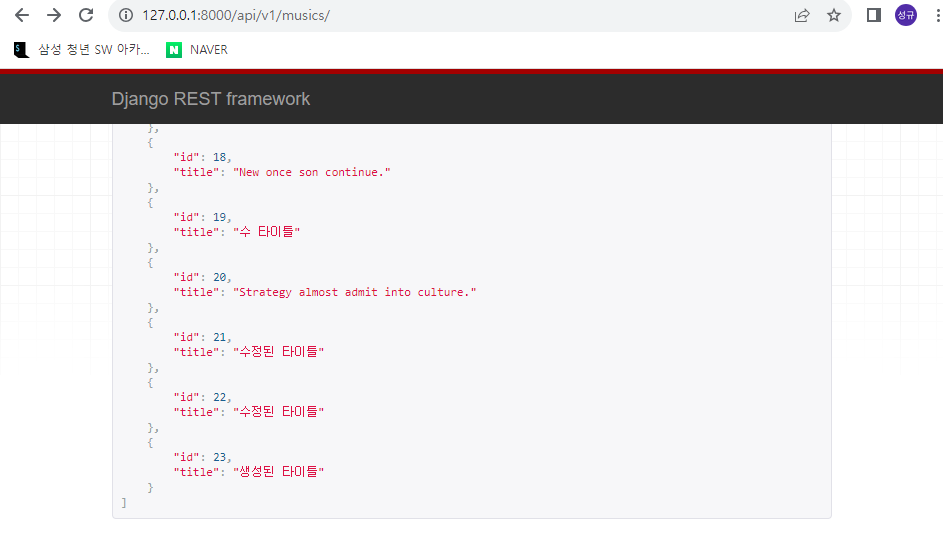 127.0.0.1:8000/api/v1/musics/
성규
삼성 청년 SW 아카...
N NAVER
Django REST framework
},
{
"id": 18,
"title": "New once son continue."
},
{
"id": 19,
"title": "수 타이틀"
},
{
"id": 20,
"title": "Strategy almost admit into culture."
},
{
"id": 21,
"title": "수정된 타이틀"
},
{
"id": 22,
"title": "수정된 타이틀"
},
{
"id": 23,
"title": "생성된 타이틀"
}
]